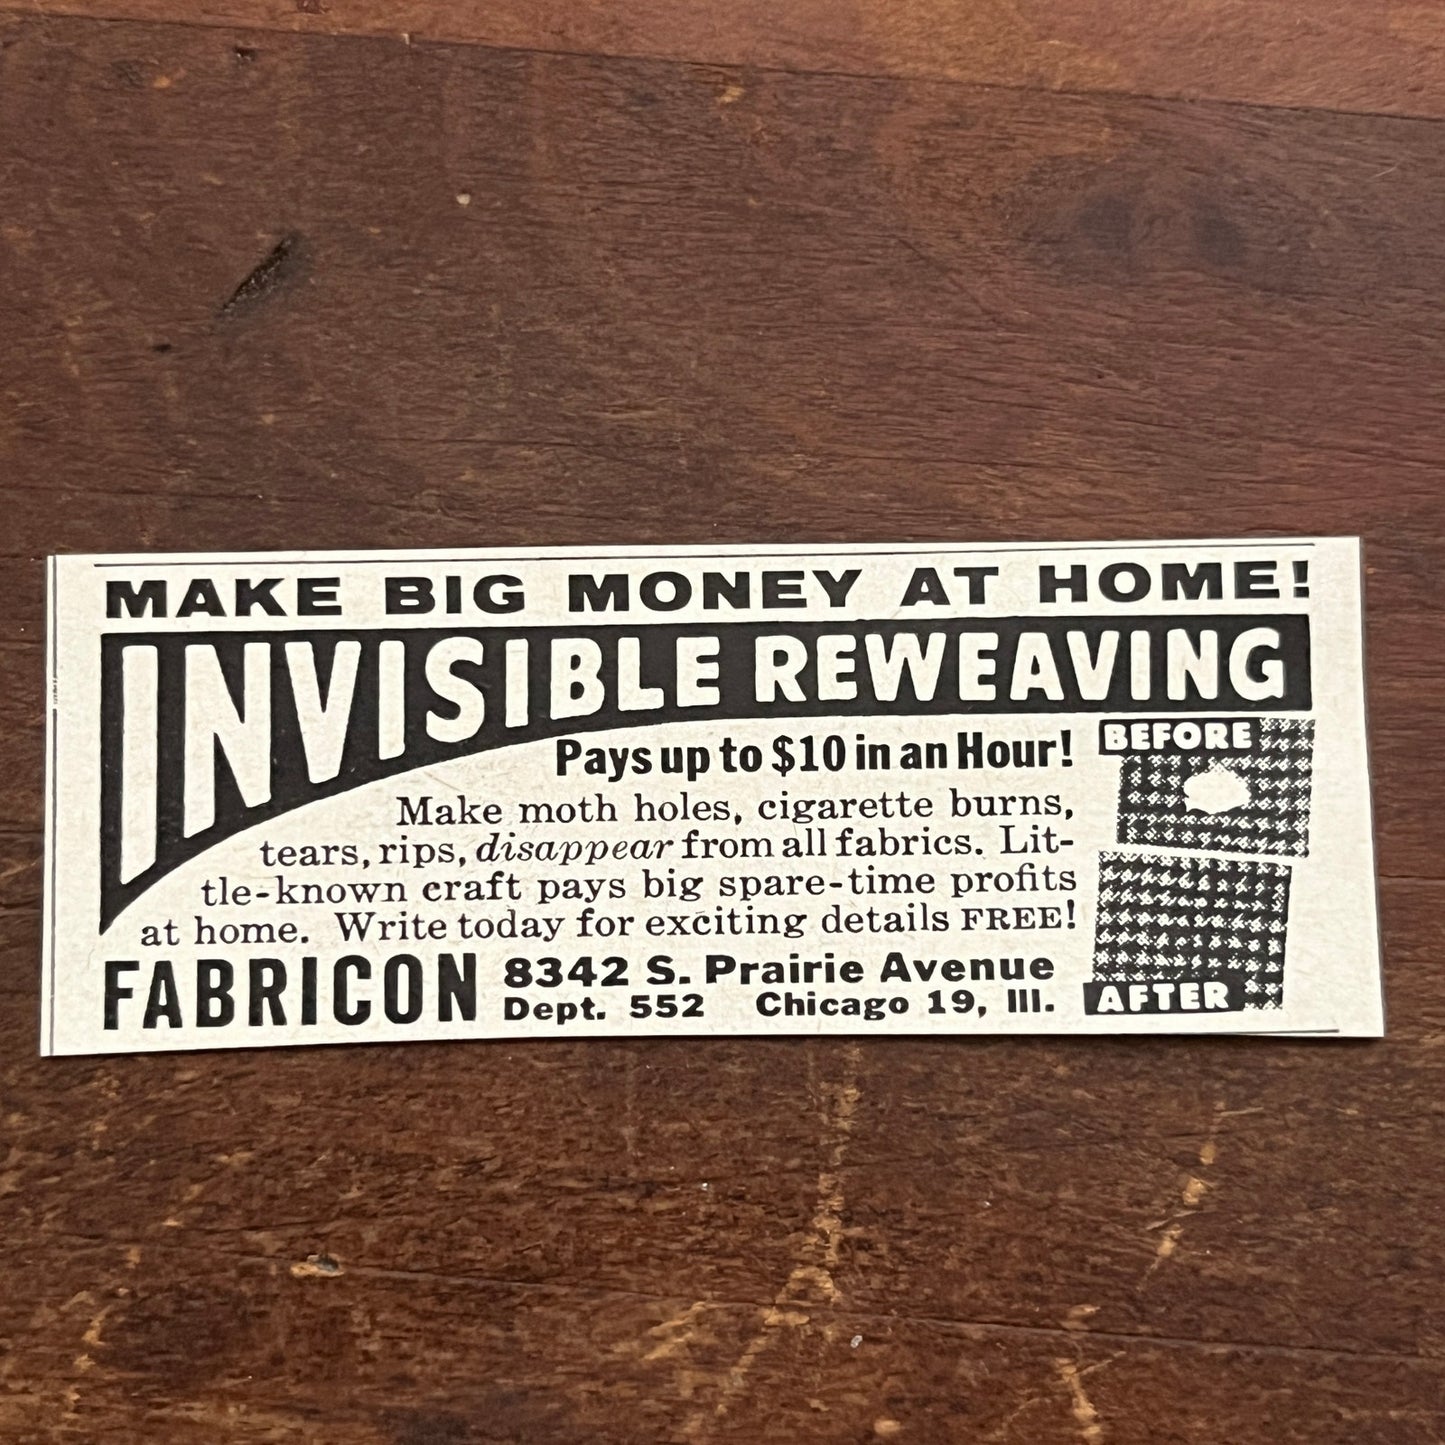 MAKE BIG MONEY AT HOME!
INVISIBLE REWEAVING
Pays up to $10 in an Hour!
BEFORE
Make moth holes, cigarette burns,
tears, rips, disappear from all fabrics. Lit-
tle-known craft pays big spare-time profits
at home. Write today for exciting details FREE!
AFTER
FABRICON
8342 S. Prairie Avenue
Dept. 552 Chicago 19, Ill.